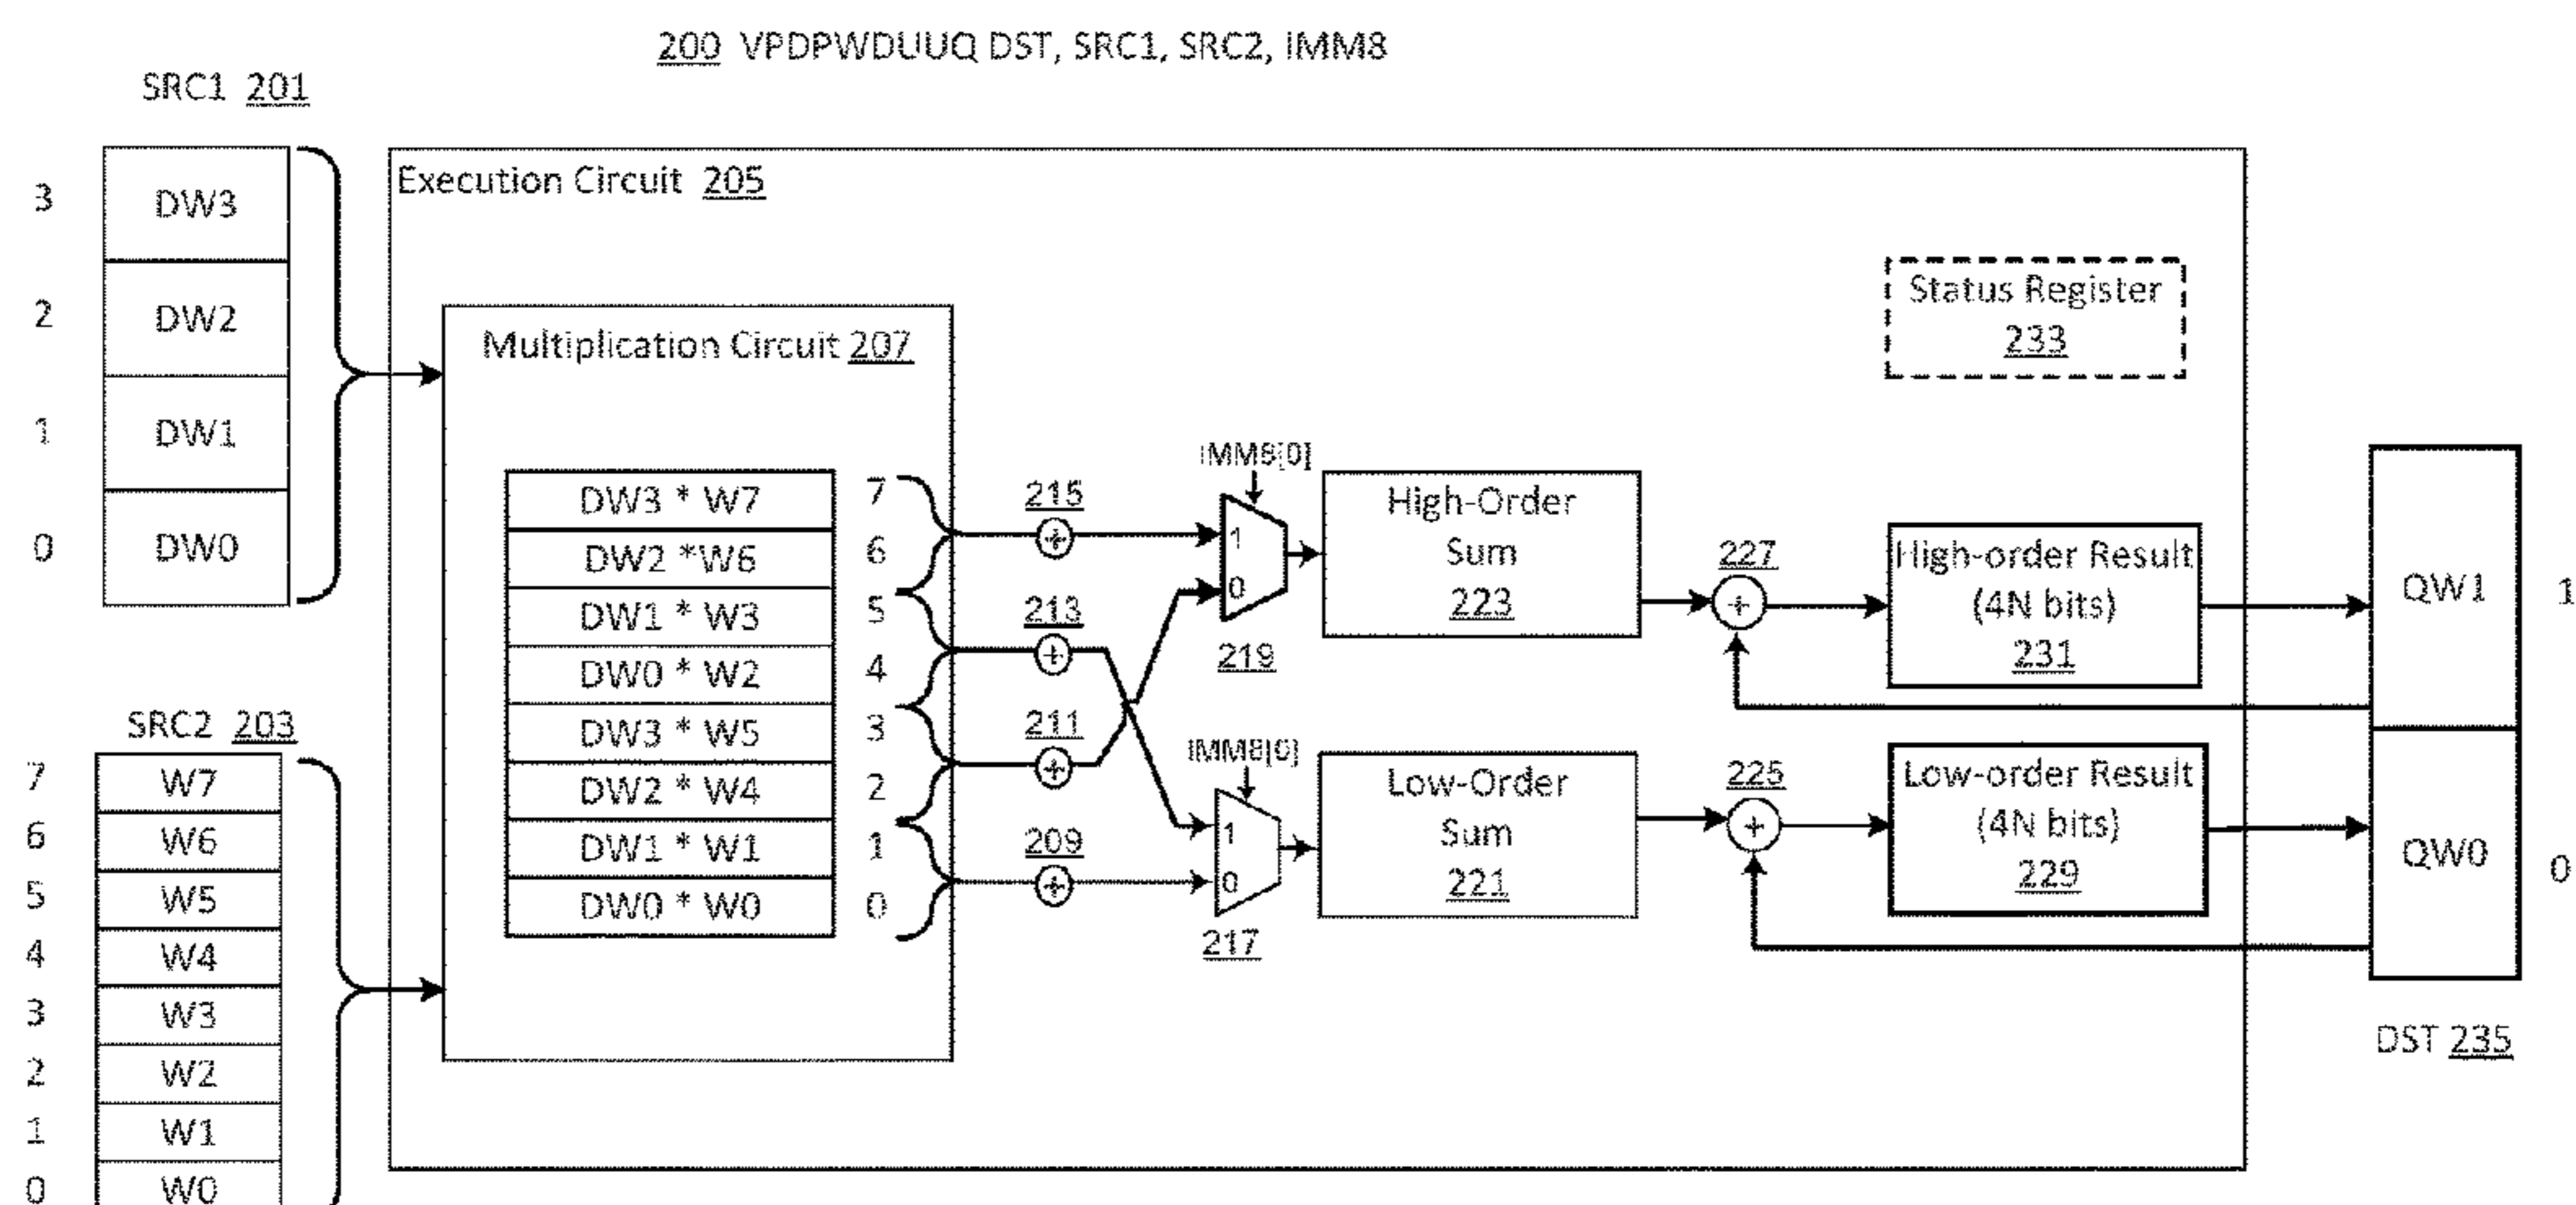 200 VPDPWDUUQ DST, SRC1, SRC2, IMM8
SRC1 201
3
DW3
2
DW2
1
DW1
0
DW0
SRC2 203
7
W7
6
W6
5
W5
4
W4
3
W3
2
W2
1
W1
0
W0
Execution Circuit 205
Multiplication Circuit 207
DW3 * W7
7
DW2 *W6
6
DW1 * W3
5
DW0 * W2
4
DW3 * W5
3
DW2 * W4
2
DW1 * W1
1
DW0 * W0
0
215
213
211
209
+
+
+
+
IMM8[0]
1
0
219
IMM8[0]
1
0
217
High-Order
Sum
223
Low-Order
Sum
221
227
+
225
+
Status Register
233
High-order Result
(4N bits)
231
Low-order Result
(4N bits)
229
QW1
1
QW0
0
DST 235